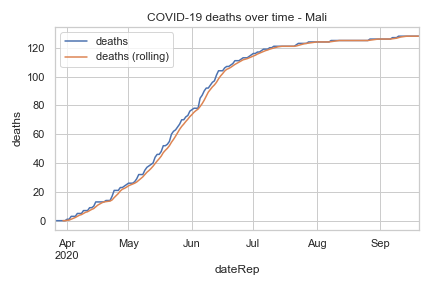 COVID-19 deaths over time - Mali
deaths
deaths (rolling)
120
100
80
60
40
20
0
deaths
Apr May Jun Jul Aug Sep
2020
dateRep